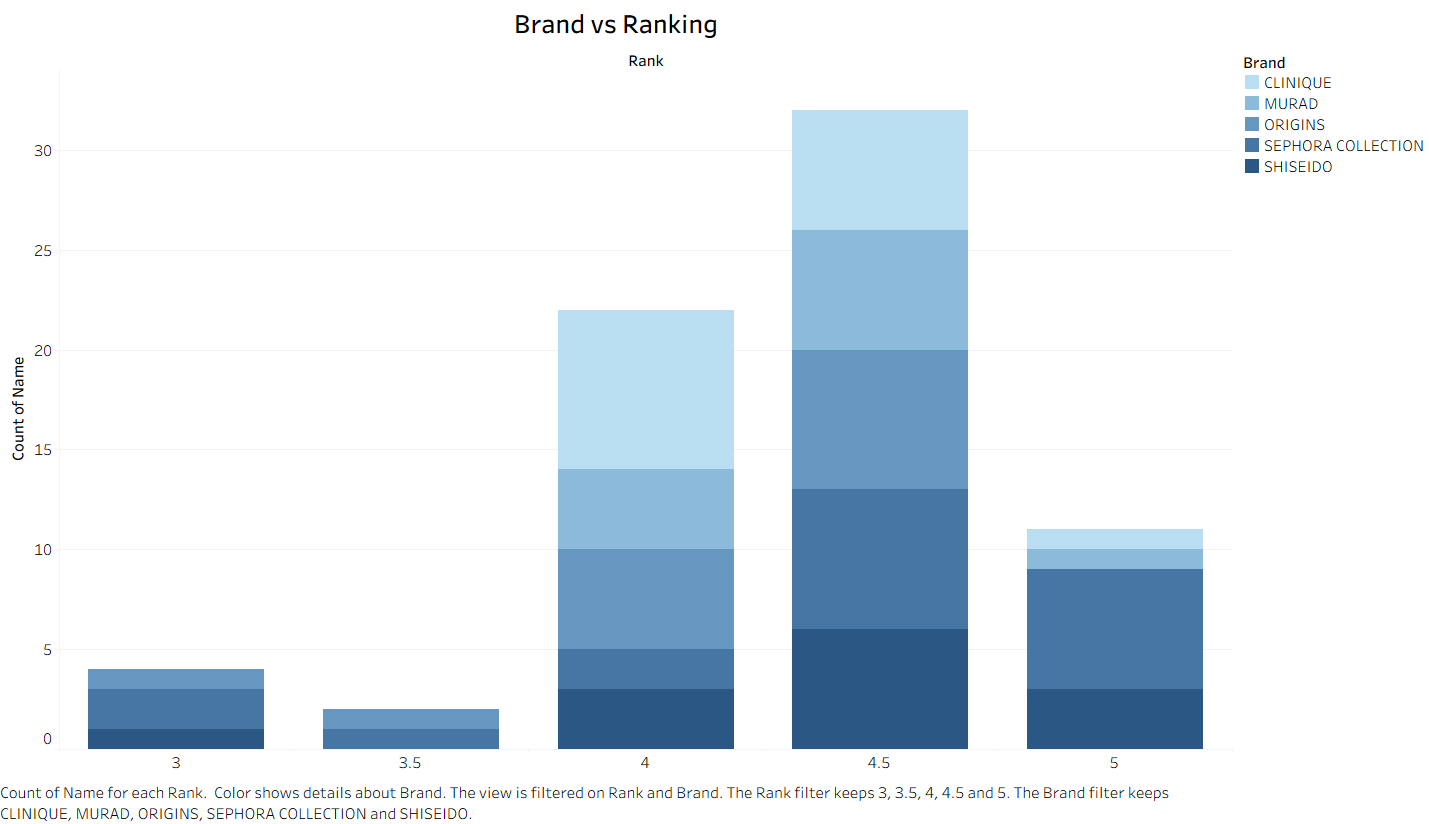 Brand vs Ranking
Rank
Brand
CLINIQUE
MURAD
ORIGINS
SEPHORA COLLECTION
SHISEIDO
Count of Name
30
25
20
15
10
5
0
3
3.5
4
4.5
5
Count of Name for each Rank.  Color shows details about Brand. The view is filtered on Rank and Brand. The Rank filter keeps 3, 3.5, 4, 4.5 and 5. The Brand filter keeps
CLINIQUE, MURAD, ORIGINS, SEPHORA COLLECTION and SHISEIDO.